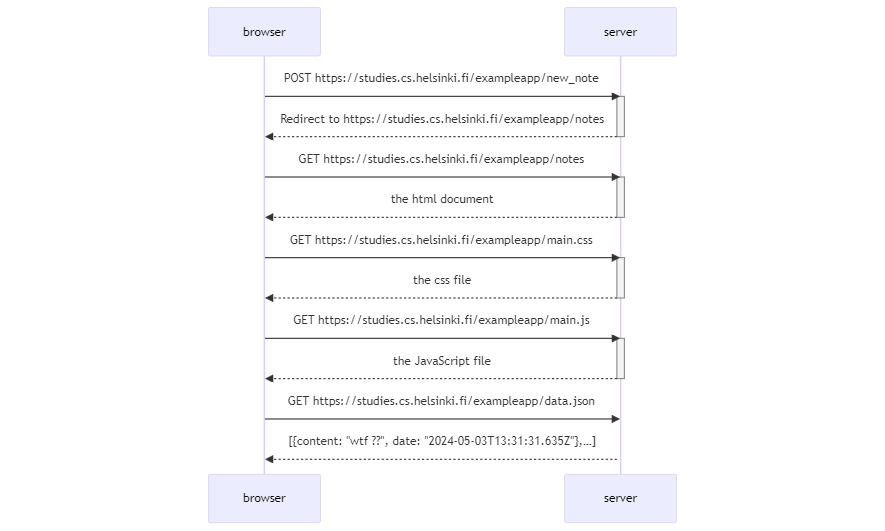 browser server
POST https://studies.cs.helsinki.fi/exampleapp/new_note
Redirect to https://studies.cs.helsinki.fi/exampleapp/notes
GET https://studies.cs.helsinki.fi/exampleapp/notes
the html document
GET https://studies.cs.helsinki.fi/exampleapp/main.css
the css file
GET https://studies.cs.helsinki.fi/exampleapp/main.js
the JavaScript file
GET https://studies.cs.helsinki.fi/exampleapp/data.json
[{content: "wtf ??", date: "2024-05-03T13:31:31.635Z"},...]
browser server